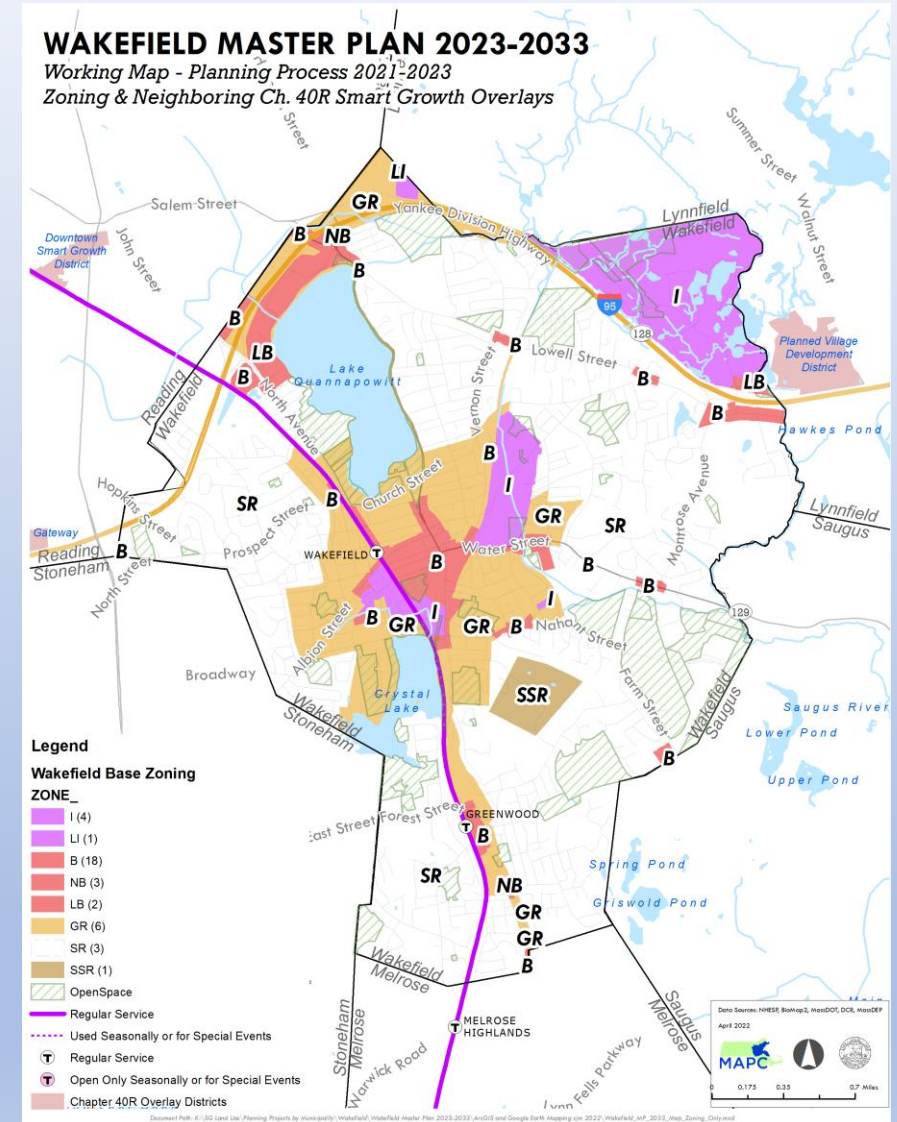 WAKEFIELD MASTER PLAN 2023-2033
Working Map - Planning Process 2021-2023
Zoning & Neighboring Ch. 40R Smart Growth Overlays
Street
Summer Street
Walnut Street
Salem Street
John Street
Downtown
Smart Growth
District
LI
GR
Yankee Division Highway
Lynnfield
Wakefield
B
NB
B
I
95
128
B
LB
B
Lake
Quannapowitt
North Avenue
Reading
Wakefield
Vernon Street
B
Lowell Street
B
LB
B
Planned Village
Development
District
Hawkes Pond
Montrose Avenue
Lynnfield
Saugus
Church Street
B
I
GR
SR
SR
Hopkins Street
Prospect Street
B
Gateway
Reading
Stoneham
B
North Street
WAKEFIELD
T
B
Water Street
B
B
129
I
B
GR
I
GR
B
Nahant Street
Albion Street
Broadway
Wakefield
Stoneham
Crystal
Lake
SSR
Farm Street
Wakefield
Saugus
B
Saugus River
Lower Pond
Upper Pond
East Street
Forest Street
GREENWOOD
T
B
SR
NB
GR
GR
B
Spring Pond
Griswold Pond
Wakefield
Melrose
Stoneham
Melrose
Saugus
Melrose
T
MELROSE
HIGHLANDS
Warwick Road
Lynn Fells Parkway
Legend
Wakefield Base Zoning
ZONE_
I (4)
LI (1)
B (18)
NB (3)
LB (2)
GR (6)
SR (3)
SSR (1)
OpenSpace
Regular Service
Used Seasonally or for Special Events
T Regular Service
T Open Only Seasonally or for Special Events
Chapter 40R Overlay Districts
Data Sources: NHESP, BioMap2, MassDOT, DCR, MassDEP
April 2022
MAPC
0 0.175 0.35 0.7 Miles